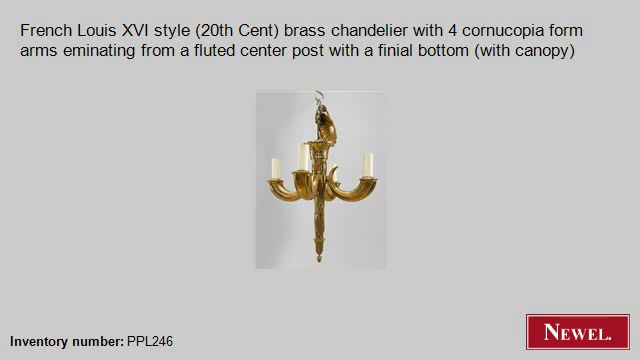 French Louis XVI style (20th Cent) brass chandelier with 4 cornucopia form
arms eminating from a fluted center post with a finial bottom (with canopy)
Inventory number: PPL246
NEWEL.